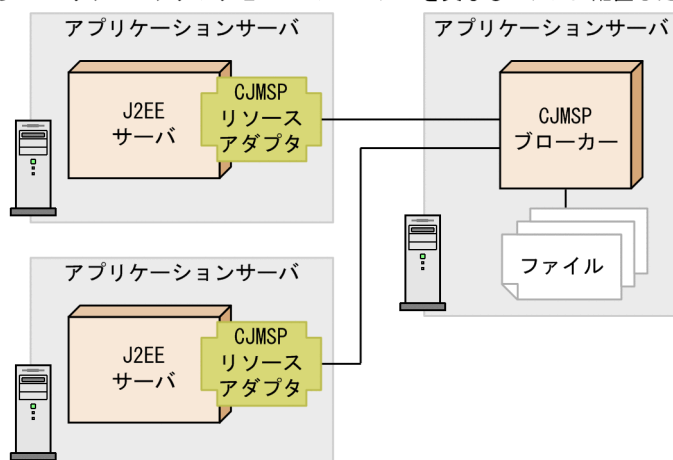 アプリケーションサーバ
J2EE
サーバ
CJMSP
リソース
アダプタ
アプリケーションサーバ
CJMSP
ブローカー
ファイル
アプリケーションサーバ
J2EE
サーバ
CJMSP
リソース
アダプタ